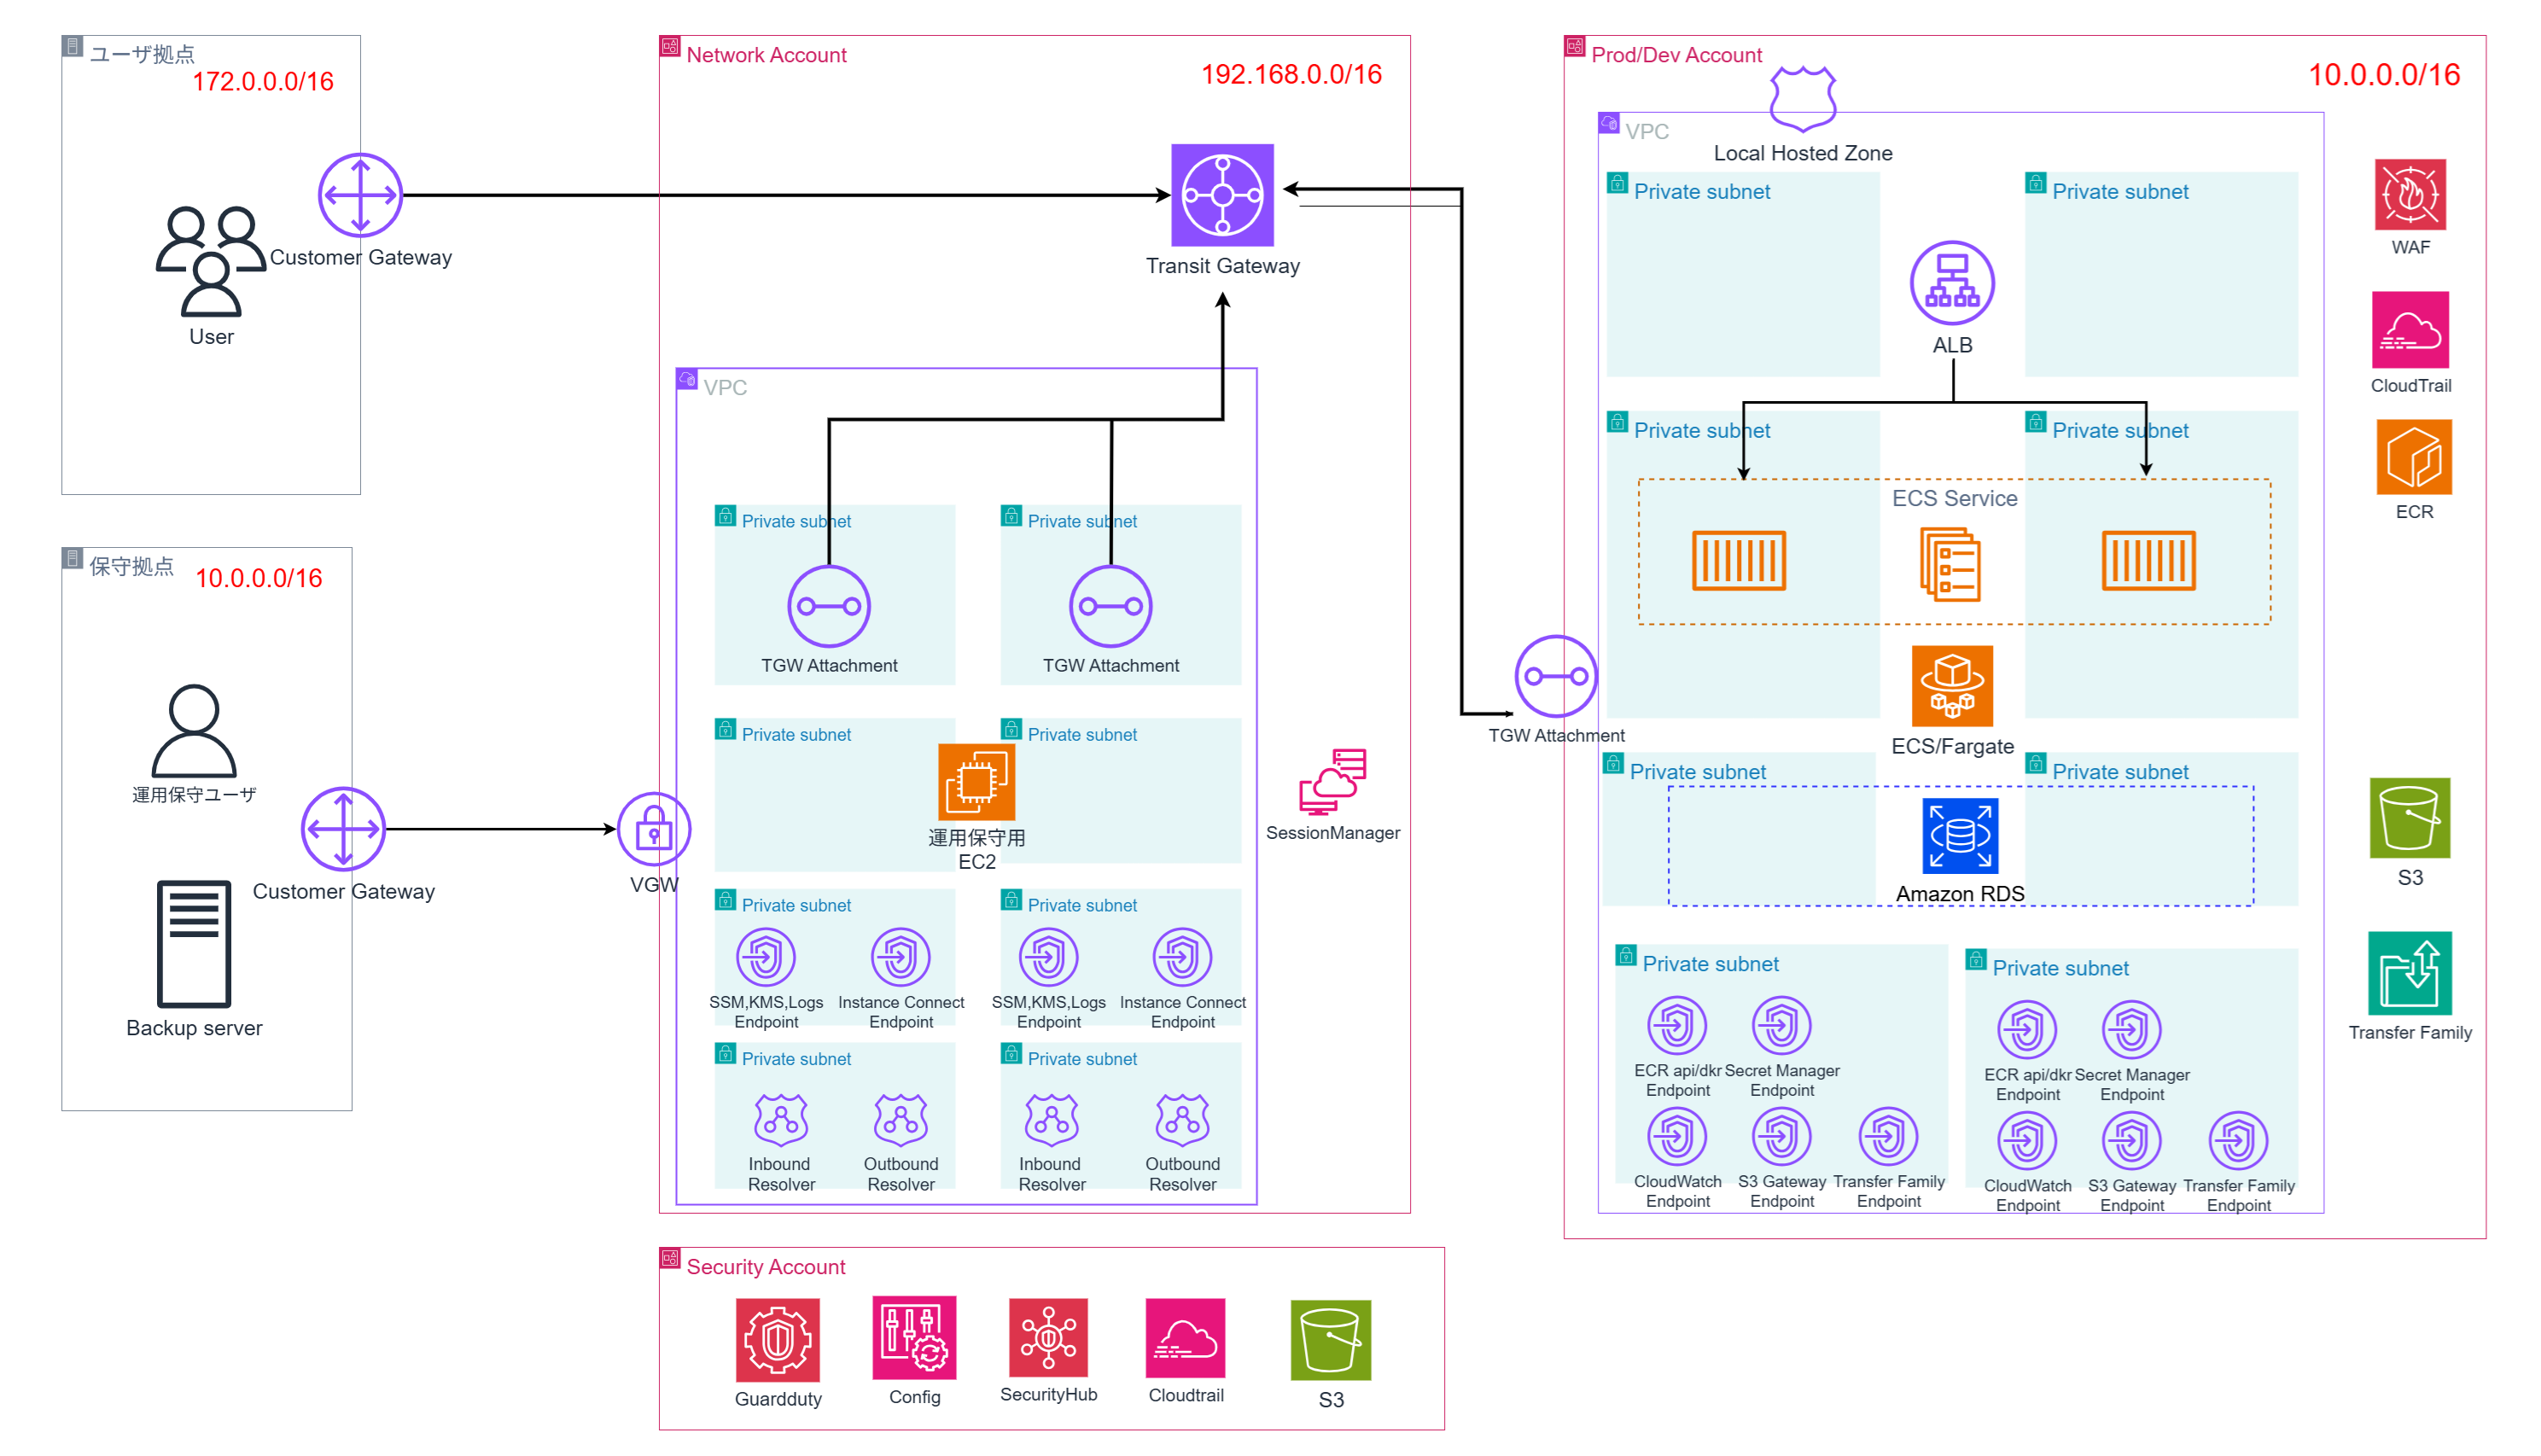 ユーザ拠点
172.0.0.0/16
Customer Gateway
User
保守拠点
10.0.0.0/16
運用保守ユーザ
Customer Gateway
Backup server
Network Account
192.168.0.0/16
Transit Gateway
VPC
Private subnet
Private subnet
TGW Attachment
TGW Attachment
Private subnet
Private subnet
運用保守用
EC2
VGW
SessionManager
Private subnet
Private subnet
SSM,KMS,Logs
Endpoint
Instance Connect
Endpoint
SSM,KMS,Logs
Endpoint
Instance Connect
Endpoint
Private subnet
Private subnet
Inbound
Resolver
Outbound
Resolver
Inbound
Resolver
Outbound
Resolver
Security Account
Guardduty
Config
SecurityHub
Cloudtrail
S3
Prod/Dev Account
10.0.0.0/16
VPC
Local Hosted Zone
Private subnet
Private subnet
ALB
Private subnet
Private subnet
ECS Service
ECS/Fargate
TGW Attachment
Private subnet
Private subnet
Amazon RDS
Private subnet
Private subnet
ECR api/dkr
Endpoint
Secret Manager
Endpoint
CloudWatch
Endpoint
S3 Gateway
Endpoint
Transfer Family
Endpoint
ECR api/dkr
Endpoint
Secret Manager
Endpoint
CloudWatch
Endpoint
S3 Gateway
Endpoint
Transfer Family
Endpoint
WAF
CloudTrail
ECR
S3
Transfer Family